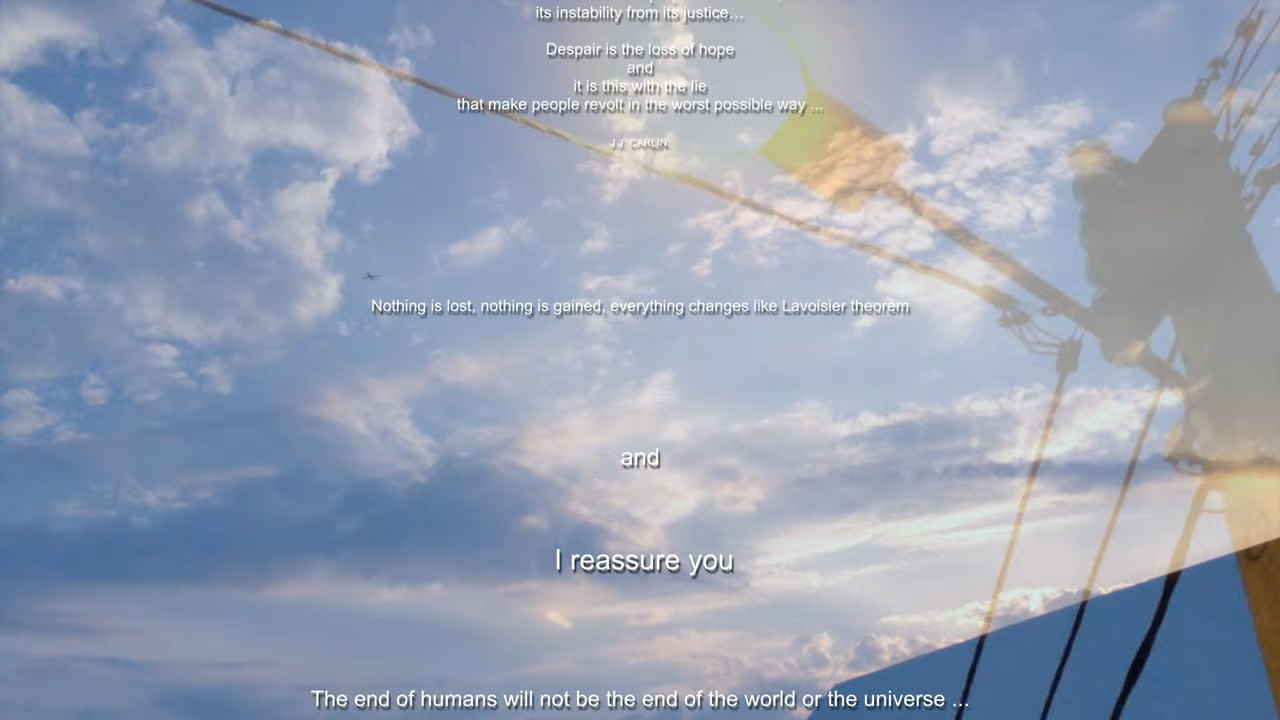 its instability from its justice...
Despair is the loss of hope
and
it is this with the lie
that make people revolt in the worst possible way ...
J.J. CARLIN.
Nothing is lost, nothing is gained, everything changes like Lavoisier theorem
and
I reassure you
The end of humans will not be the end of the world or the universe ...